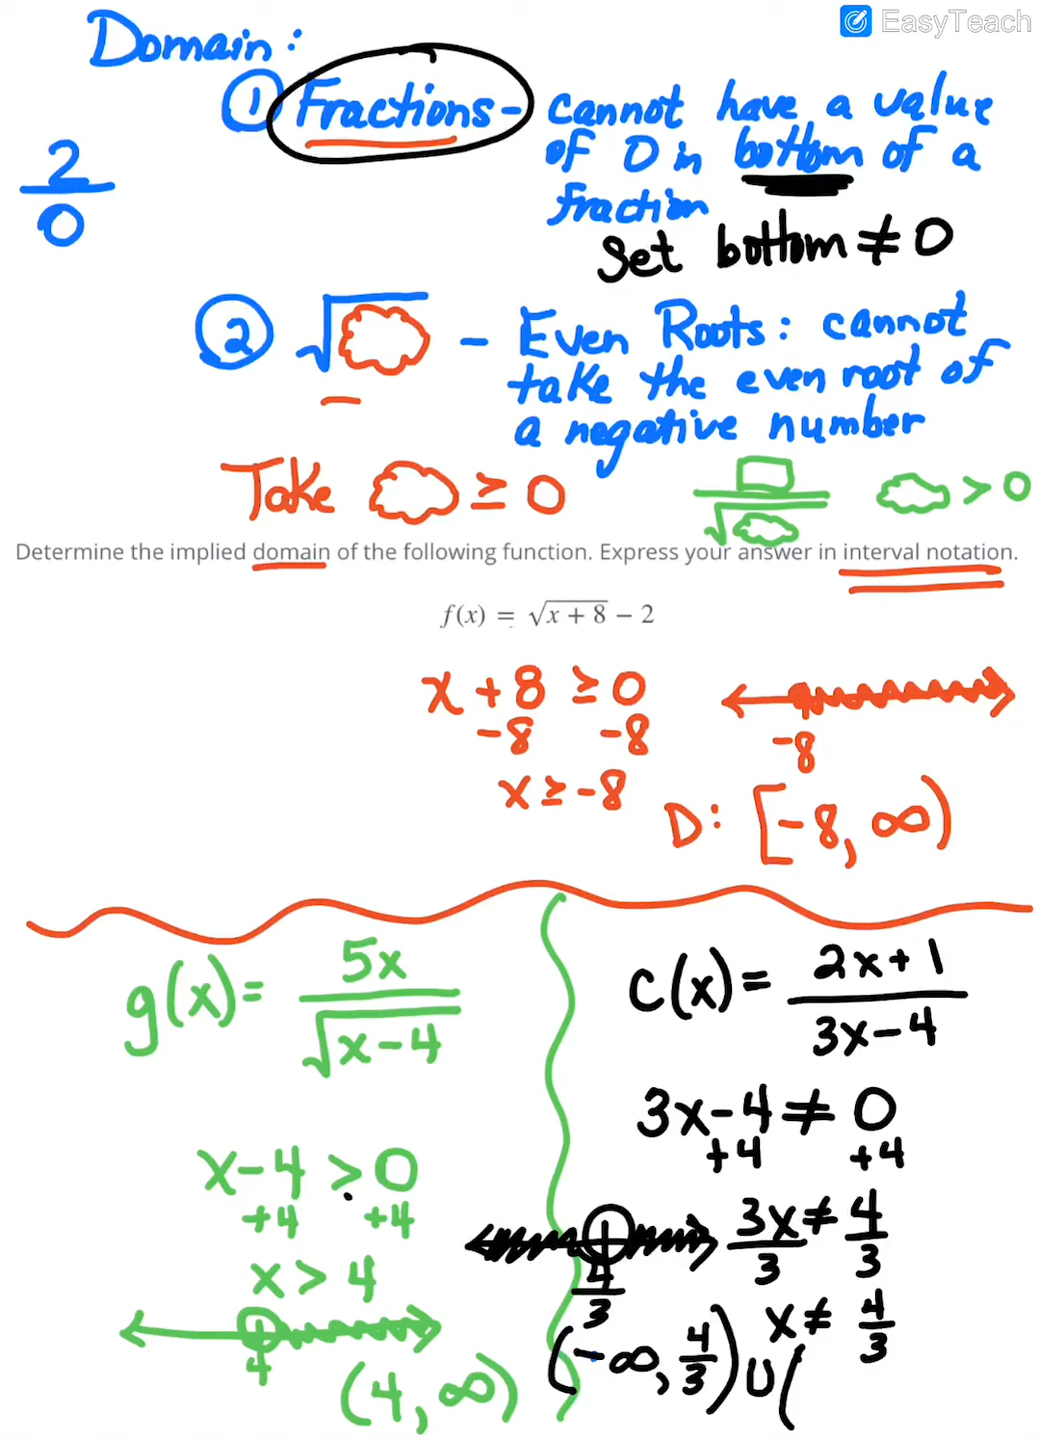 EasyTeach
Domain:
① Fractions - cannot have a value
of 0 in bottom of a
fraction
2/0
Set bottom ≠ 0
② √ - Even Roots: cannot
take the even root of
a negative number
Take ≥ 0
√ > 0
Determine the implied domain of the following function. Express your answer in interval notation.
f(x) = √(x + 8) − 2
x + 8 ≥ 0
-8 -8
x ≥ -8
-8
D: [-8, ∞)
g(x) = 5x/√(x-4)
x-4 > 0
+4 +4
x > 4
4
(4, ∞)
c(x) = (2x+1)/(3x-4)
3x-4 ≠ 0
+4 +4
3x/3 ≠ 4/3
4/3
x ≠ 4/3
(-∞, 4/3) ∪ (